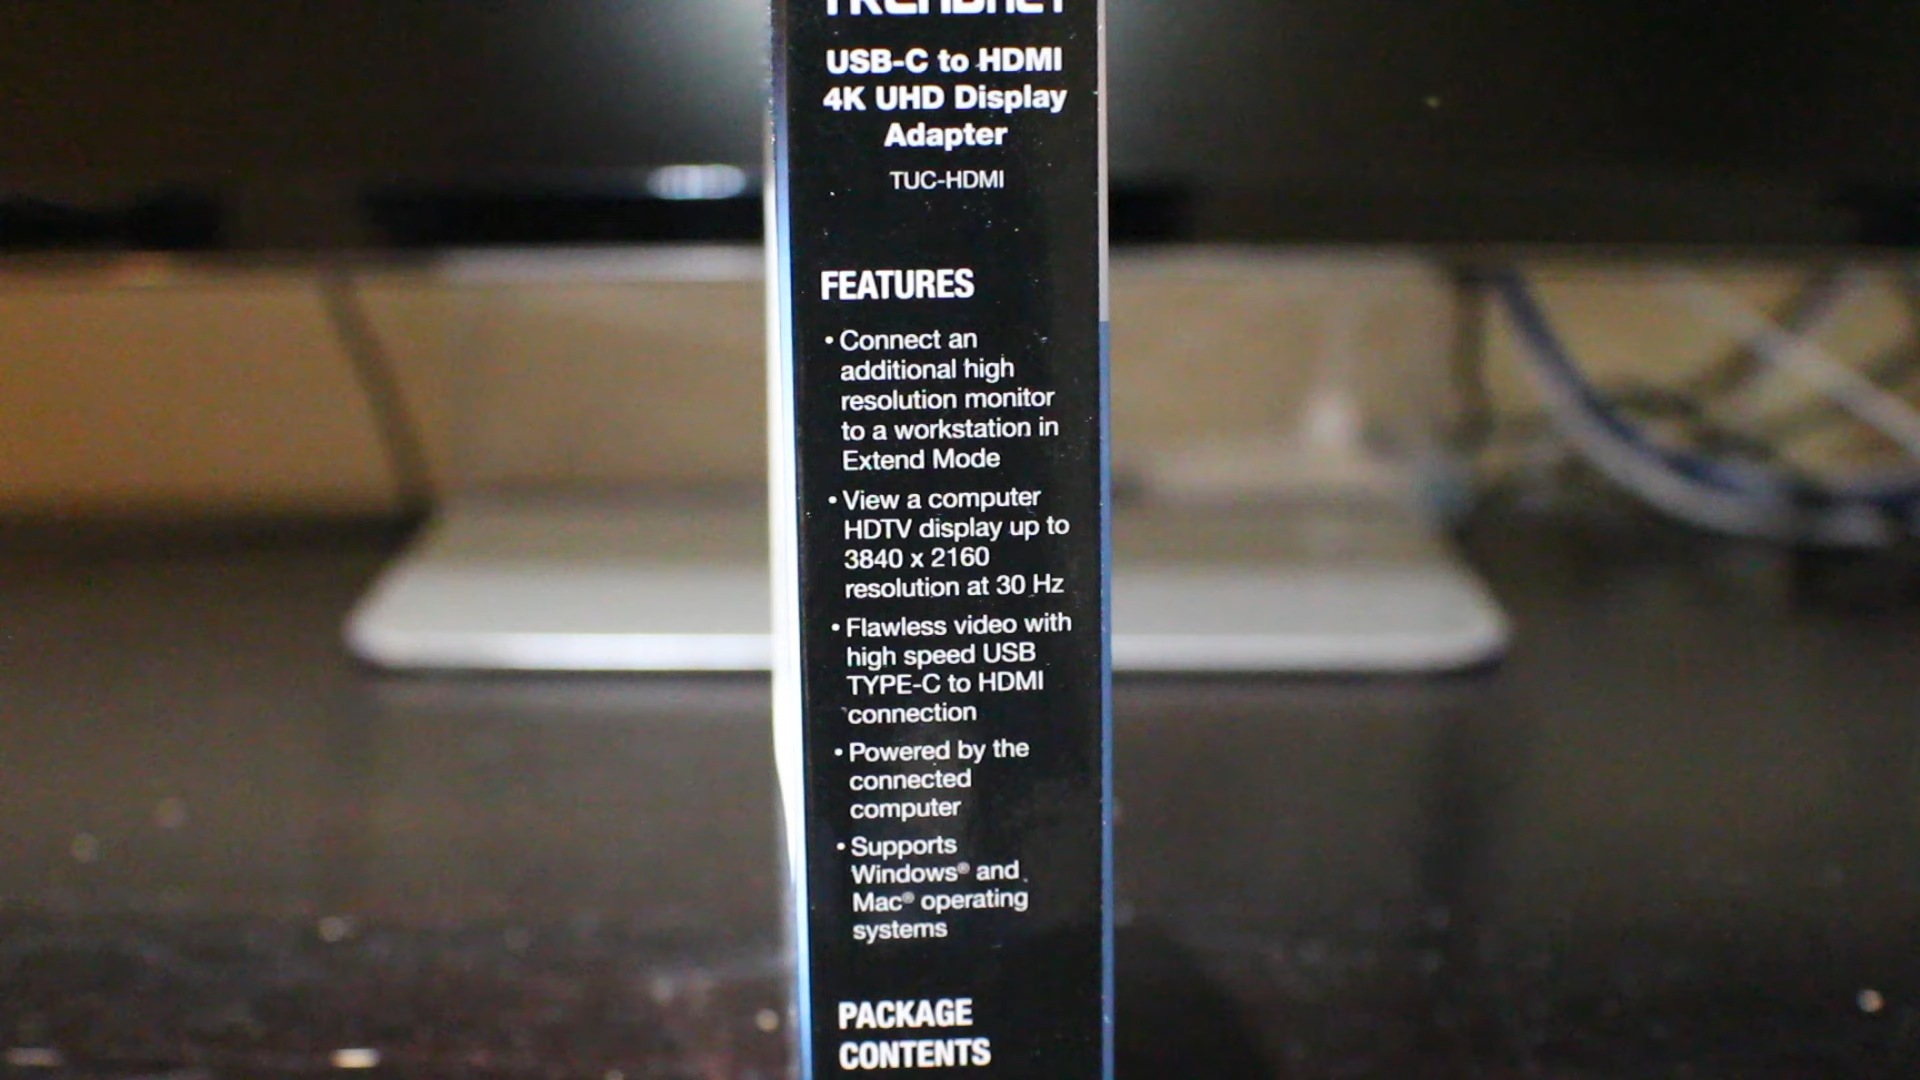 TRENDNET
USB-C to HDMI
4K UHD Display
Adapter
TUC-HDMI
FEATURES
• Connect an
additional high
resolution monitor
to a workstation in
Extend Mode
• View a computer
HDTV display up to
3840 x 2160
resolution at 30 Hz
• Flawless video with
high speed USB
TYPE-C to HDMI
connection
• Powered by the
connected
computer
• Supports
Windows® and
Mac® operating
systems
PACKAGE
CONTENTS